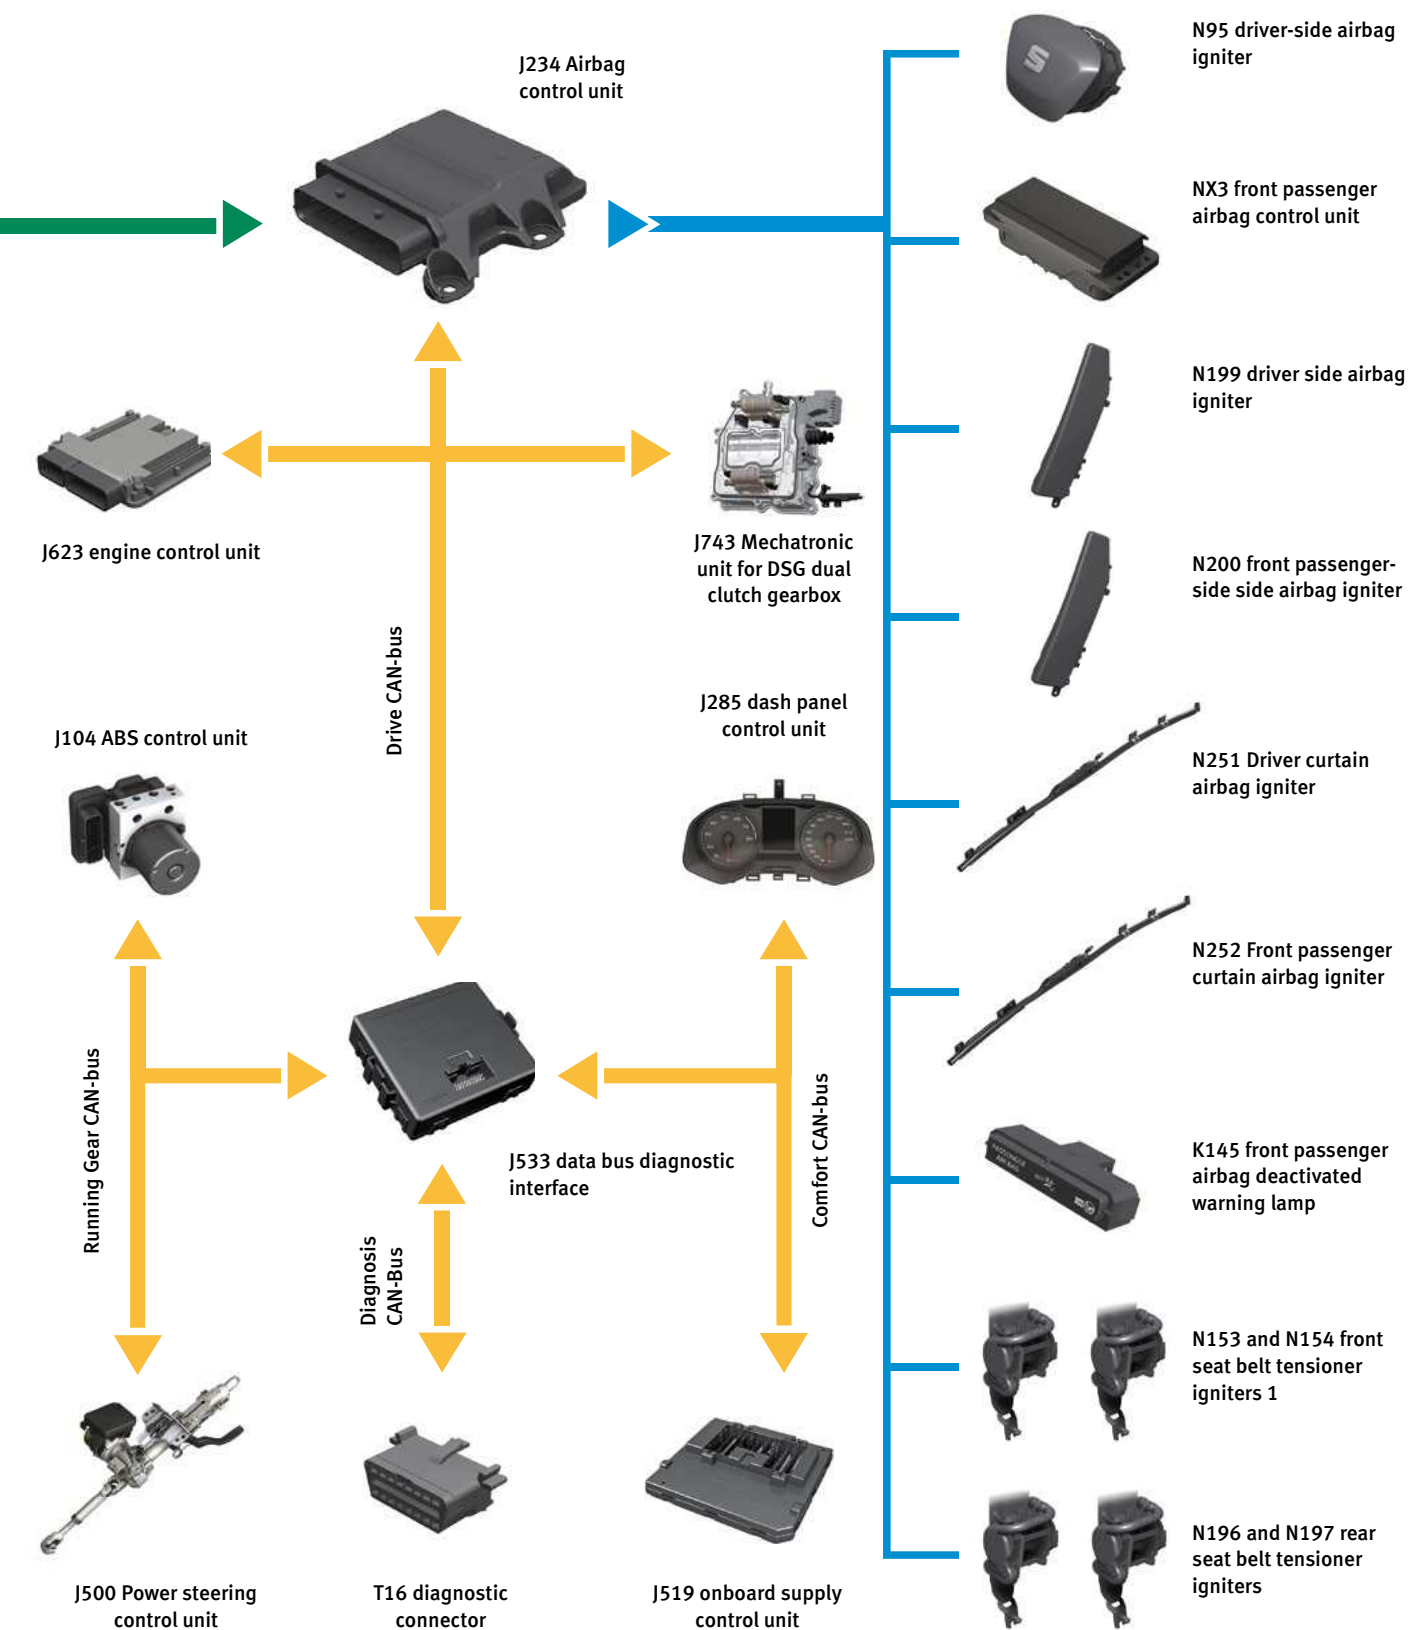 J234 Airbag
control unit
N95 driver-side airbag
igniter
NX3 front passenger
airbag control unit
N199 driver side airbag
igniter
J623 engine control unit
J743 Mechatronic
unit for DSG dual
clutch gearbox
N200 front passenger-
side side airbag igniter
Drive CAN-bus
J104 ABS control unit
J285 dash panel
control unit
N251 Driver curtain
airbag igniter
N252 Front passenger
curtain airbag igniter
Running Gear CAN-bus
J533 data bus diagnostic
interface
Comfort CAN-bus
K145 front passenger
airbag deactivated
warning lamp
PASSENGER
AIR BAG
Diagnosis
CAN-Bus
N153 and N154 front
seat belt tensioner
igniters 1
N196 and N197 rear
seat belt tensioner
igniters
J500 Power steering
control unit
T16 diagnostic
connector
J519 onboard supply
control unit